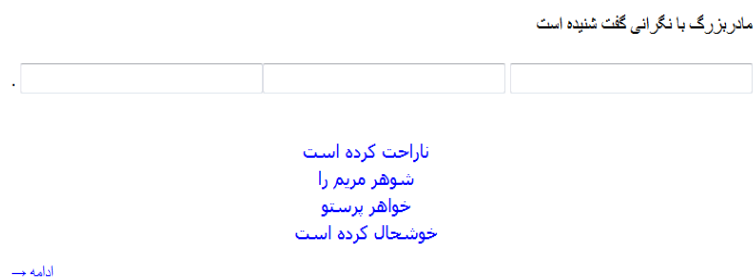 مادربزرگ با نگرانی گفت شنیده است
.
ناراحت کرده است
شوهر مریم را
خواهر پرستو
خوشحال کرده است
ادامه →